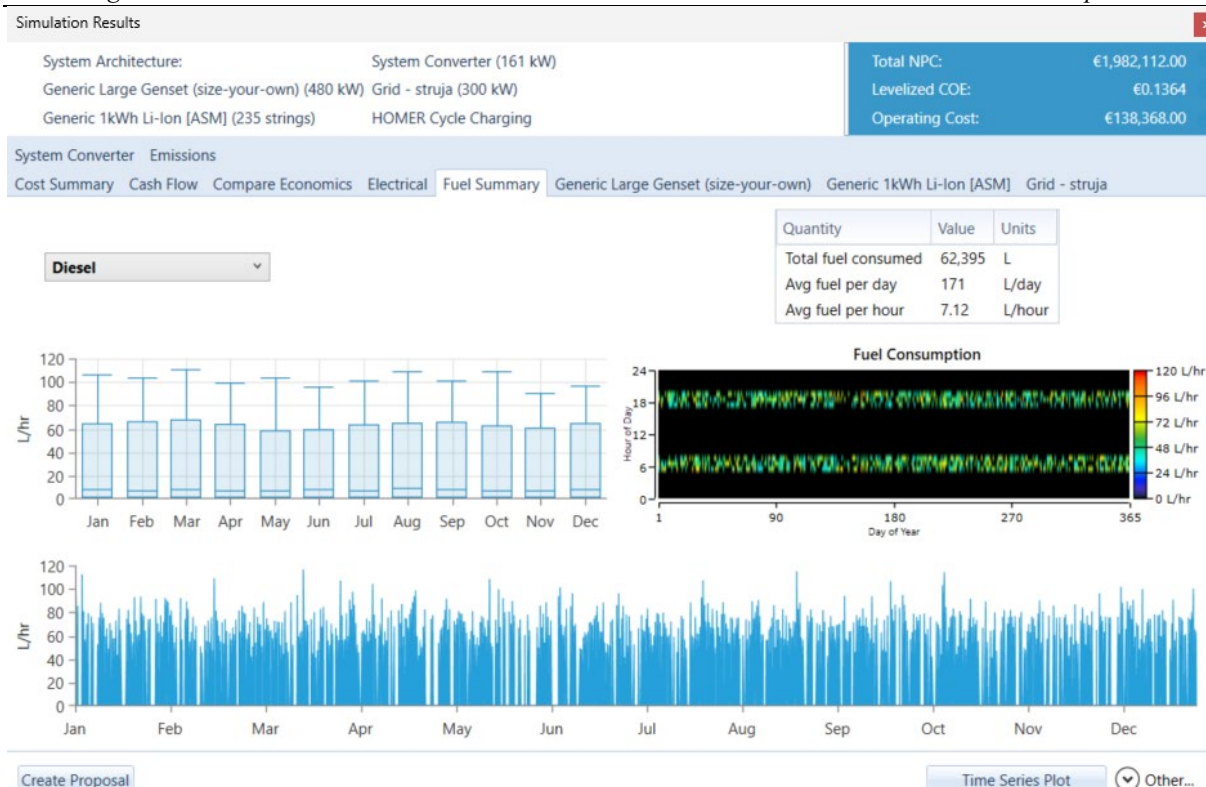 Simulation Results
System Architecture:
System Converter (161 kW)
Generic Large Genset (size-your-own) (480 kW)
Grid - struja (300 kW)
Generic 1kWh Li-Ion [ASM] (235 strings)
HOMER Cycle Charging
Total NPC: €1,982,112.00
Levelized COE: €0.1364
Operating Cost: €138,368.00
System Converter Emissions
Cost Summary Cash Flow Compare Economics Electrical Fuel Summary Generic Large Genset (size-your-own) Generic 1kWh Li-Ion [ASM] Grid - struja
Quantity Value Units
Total fuel consumed 62,395 L
Avg fuel per day 171 L/day
Avg fuel per hour 7.12 L/hour
Diesel
L/hr
120
100
80
60
40
20
0
Jan Feb Mar Apr May Jun Jul Aug Sep Oct Nov Dec
Fuel Consumption
Hour of Day
24
18
12
6
0
1 90 180 270 365
Day of Year
120 L/hr
96 L/hr
72 L/hr
48 L/hr
24 L/hr
0 L/hr
L/hr
120
100
80
60
40
20
0
Jan Feb Mar Apr May Jun Jul Aug Sep Oct Nov Dec
Create Proposal
Time Series Plot
Other...